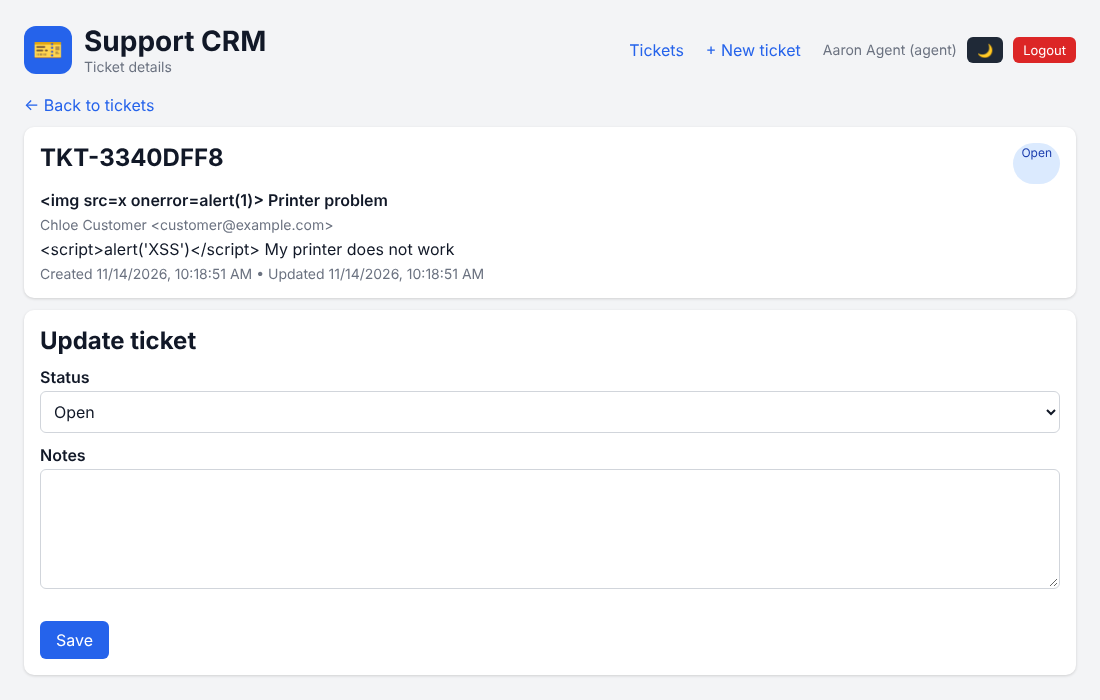 🎫 Support CRM
Ticket details
Tickets
+ New ticket
Aaron Agent (agent)
🌙
Logout
← Back to tickets
TKT-3340DFF8
Open
<img src=x onerror=alert(1)> Printer problem
Chloe Customer <customer@example.com>
<script>alert('XSS')</script> My printer does not work
Created 11/14/2026, 10:18:51 AM • Updated 11/14/2026, 10:18:51 AM
Update ticket
Status
Open
Notes
Save